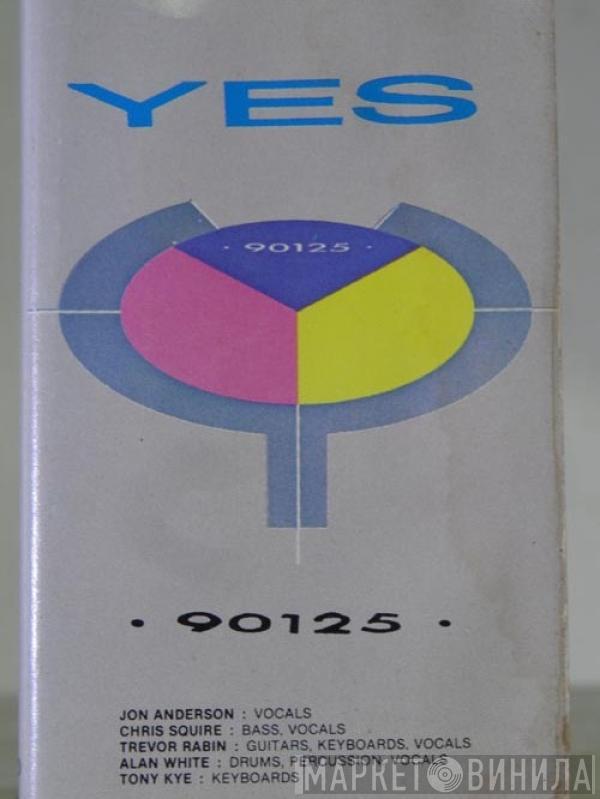 YES
· 90125 ·
· 90125 ·
JON ANDERSON : VOCALS
CHRIS SQUIRE : BASS, VOCALS
TREVOR RABIN : GUITARS, KEYBOARDS, VOCALS
ALAN WHITE : DRUMS, PERCUSSION, VOCALS
TONY KYE : KEYBOARDS
МАРКЕТ ВИНИЛА